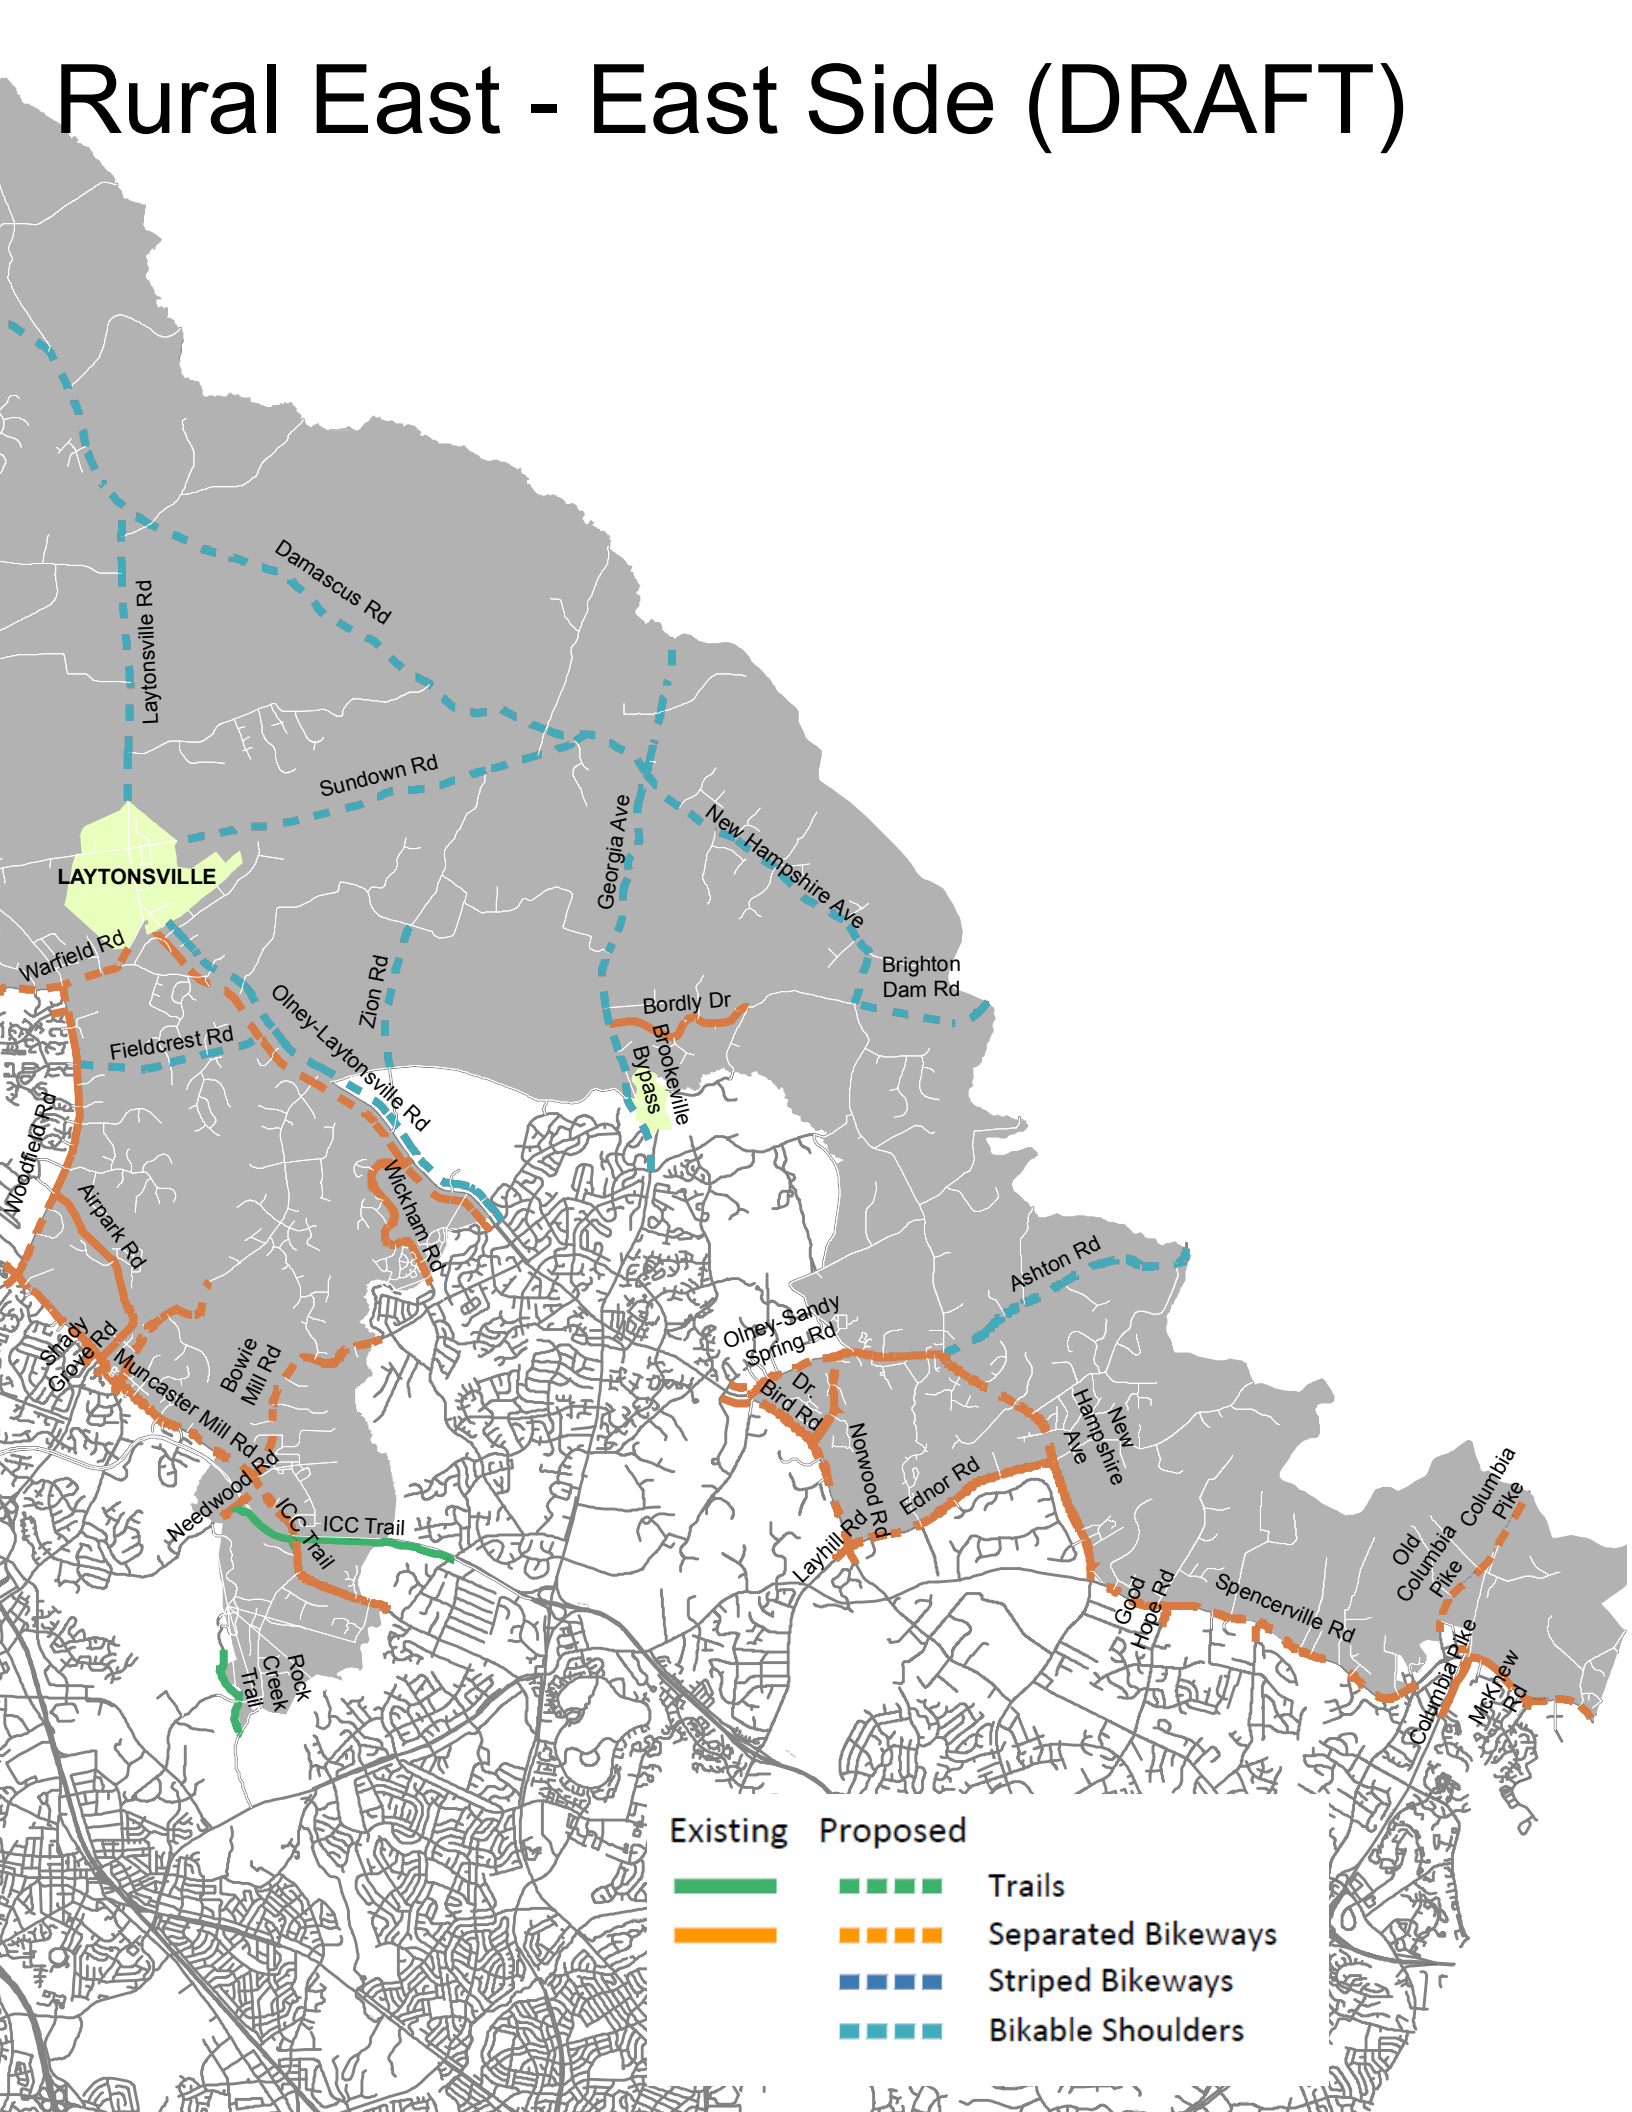 Rural East - East Side (DRAFT)
Damascus Rd
Laytonsville Rd
Sundown Rd
Georgia Ave
New Hampshire Ave
LAYTONSVILLE
Warfield Rd
Zion Rd
Brighton
Dam Rd
Bordly Dr
Olney-Laytonsville Rd
Fieldcrest Rd
Brookeville
Bypass
Woodfield Rd
Airpark Rd
Wickham Rd
Ashton Rd
Olney-Sandy
Spring Rd
Shady
Grove Rd
Bowie
Mill Rd
Muncaster Mill Rd
Dr.
Bird Rd
New
Hampshire
Ave
Norwood Rd
Ednor Rd
Needwood Rd
ICC Trail
ICC Trail
Layhill Rd
Columbia
Pike
Old
Columbia
Pike
Good
Hope Rd
Spencerville Rd
Columbia Pike
McKnew
Rd
Rock
Creek
Trail
Existing Proposed
Trails
Separated Bikeways
Striped Bikeways
Bikable Shoulders